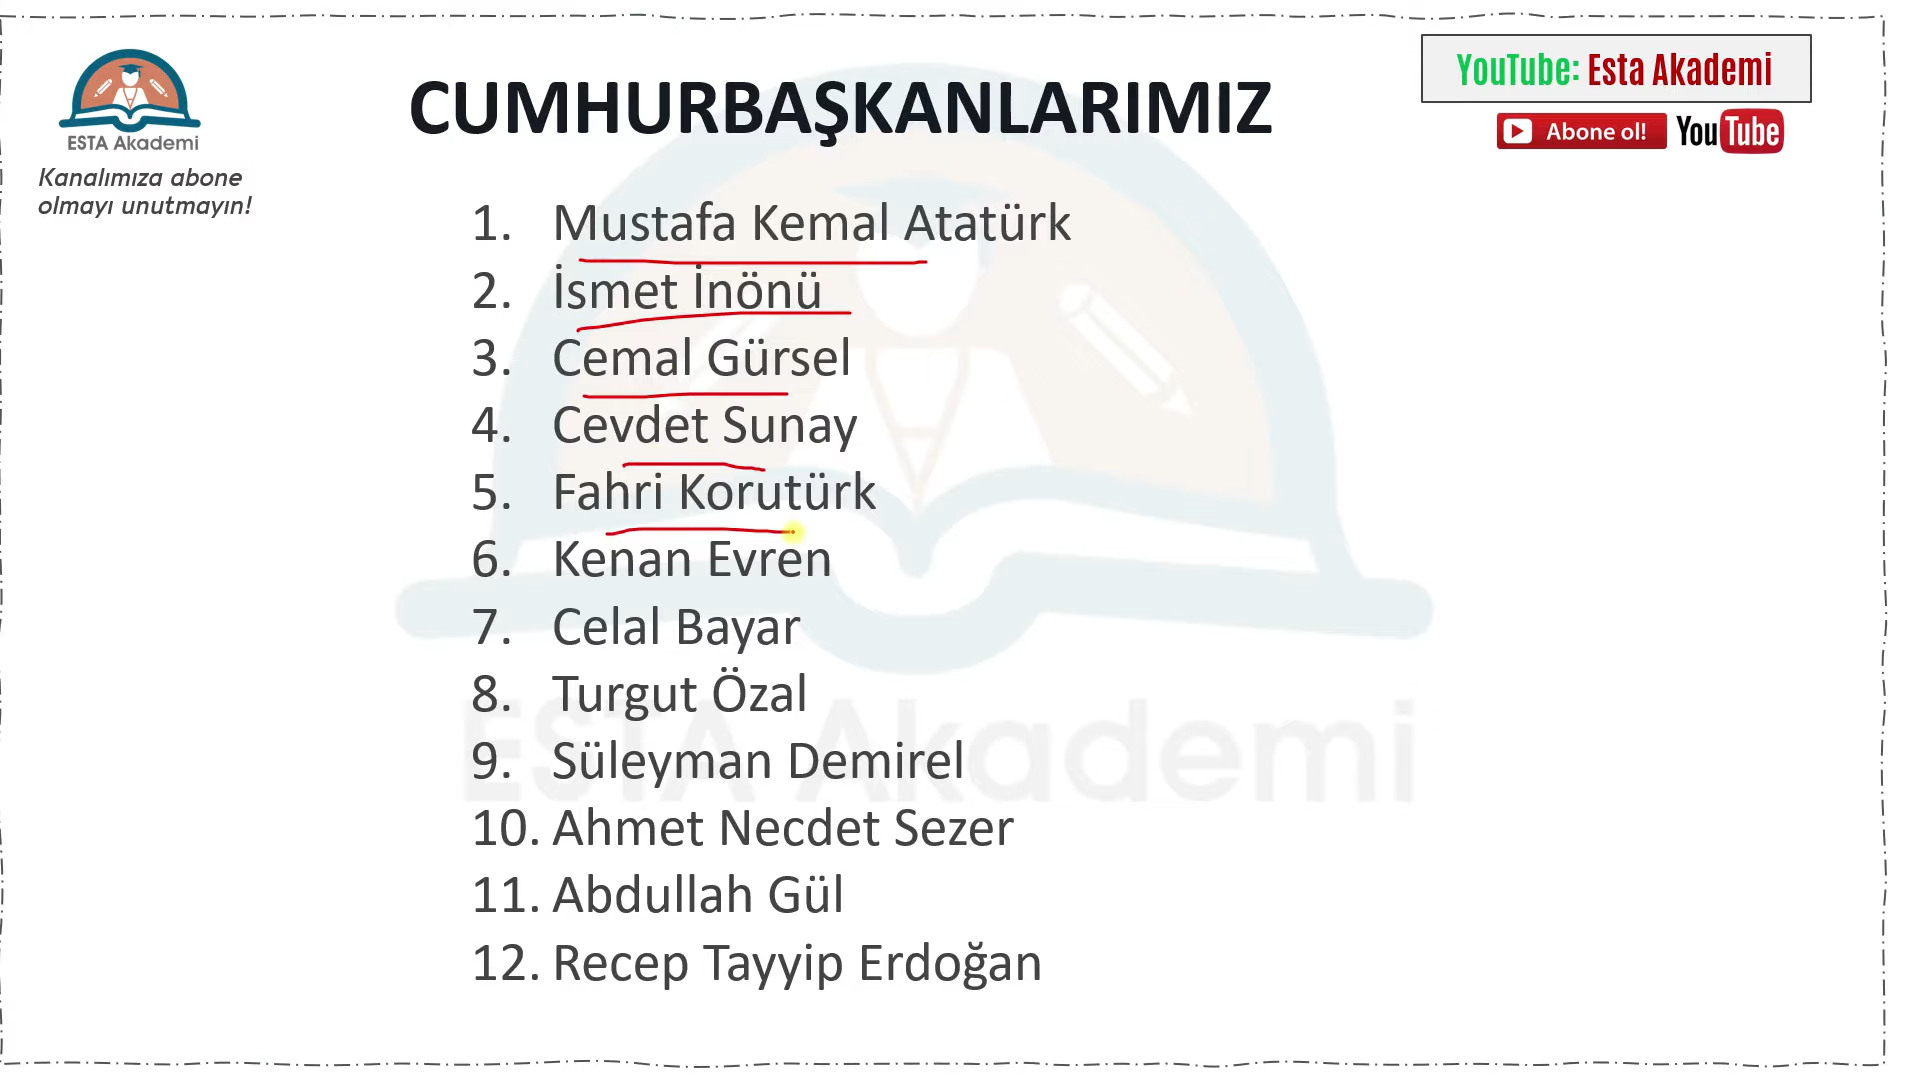 ESTA Akademi
Kanalımıza abone
olmayı unutmayın!
CUMHURBAŞKANLARIMIZ
YouTube: Esta Akademi
Abone ol! YouTube
1. Mustafa Kemal Atatürk
2. İsmet İnönü
3. Cemal Gürsel
4. Cevdet Sunay
5. Fahri Korutürk
6. Kenan Evren
7. Celal Bayar
8. Turgut Özal
9. Süleyman Demirel
10. Ahmet Necdet Sezer
11. Abdullah Gül
12. Recep Tayyip Erdoğan
ESTA Akademi